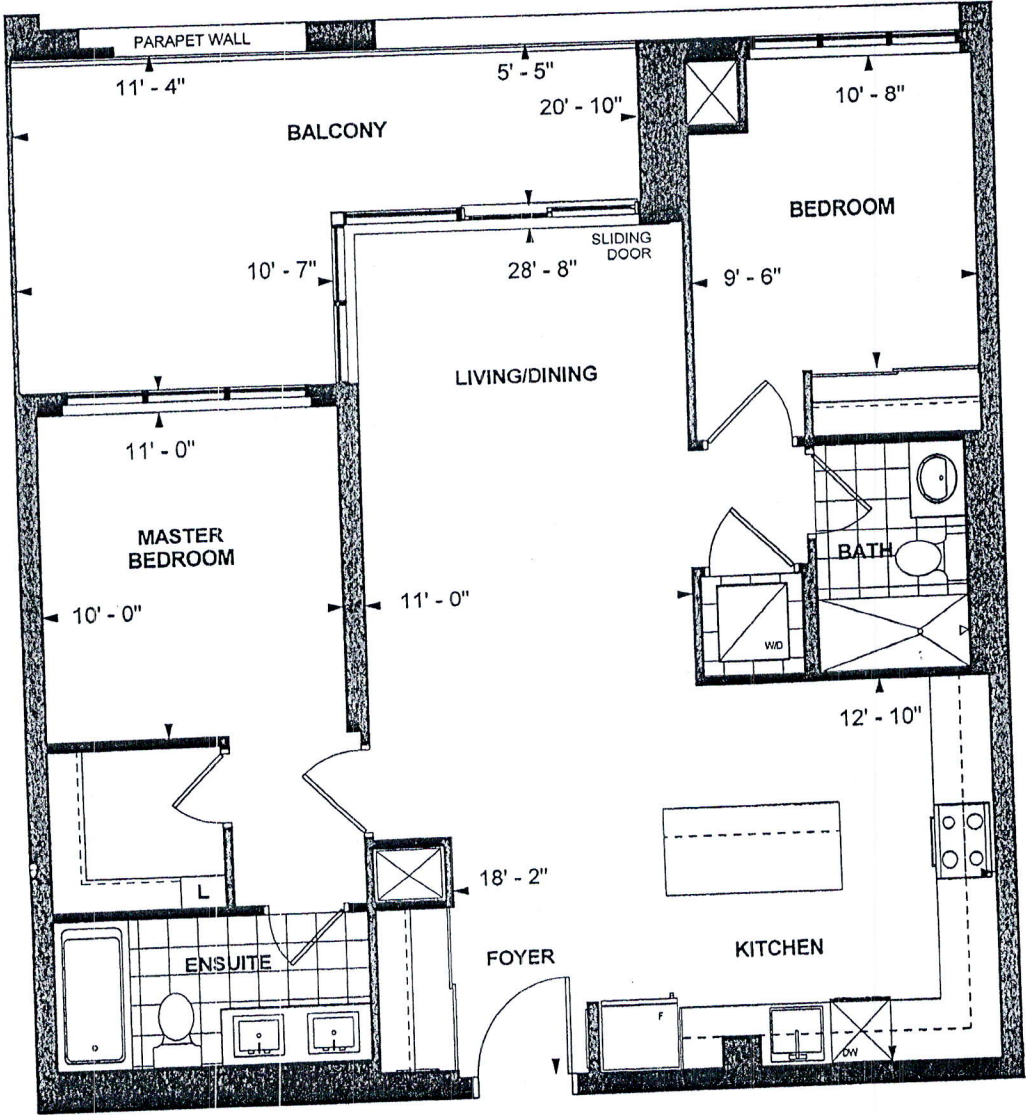 PARAPET WALL
11' - 4"
5' - 5"
20' - 10"
10' - 8"
BALCONY
BEDROOM
SLIDING
DOOR
10' - 7"
28' - 8"
9' - 6"
LIVING/DINING
11' - 0"
MASTER
BEDROOM
BATH
10' - 0"
11' - 0"
W/D
12' - 10"
L
18' - 2"
FOYER
KITCHEN
ENSUITE
F
DW